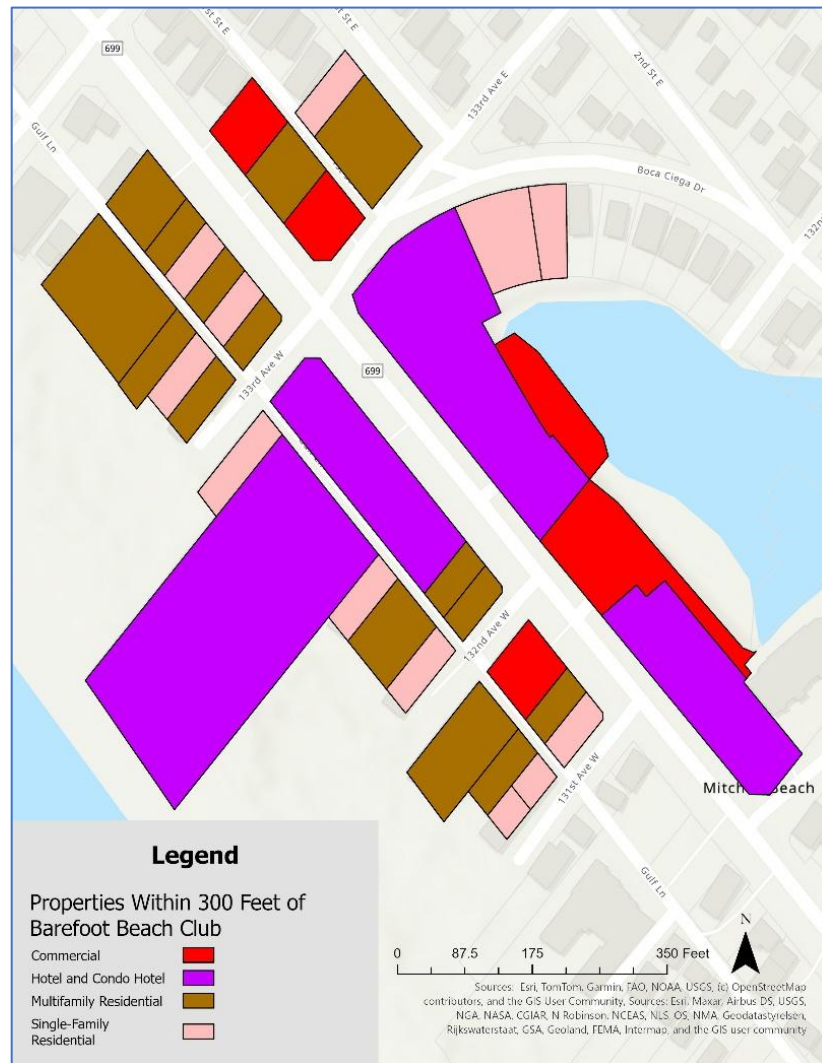 1st St E
699
133rd Ave E
2nd St E
Gulf Ln
Boca Ciega Dr
132nd
133rd Ave W
699
132nd Ave W
131st Ave W
Gulf Ln
Legend
Properties Within 300 Feet of
Barefoot Beach Club
Commercial
Hotel and Condo Hotel
Multifamily Residential
Single-Family
Residential
0 87.5 175 350 Feet
N
Sources: Esri, TomTom, Garmin, FAO, NOAA, USGS, (c) OpenStreetMap
contributors, and the GIS User Community, Sources: Esri, Maxar, Airbus DS, USGS,
NGA, NASA, CGIAR, N Robinson, NCEAS, NLS, OS, NMA, Geodatastyrelsen,
Rijkswaterstaat, GSA, Geoland, FEMA, Intermap, and the GIS user community